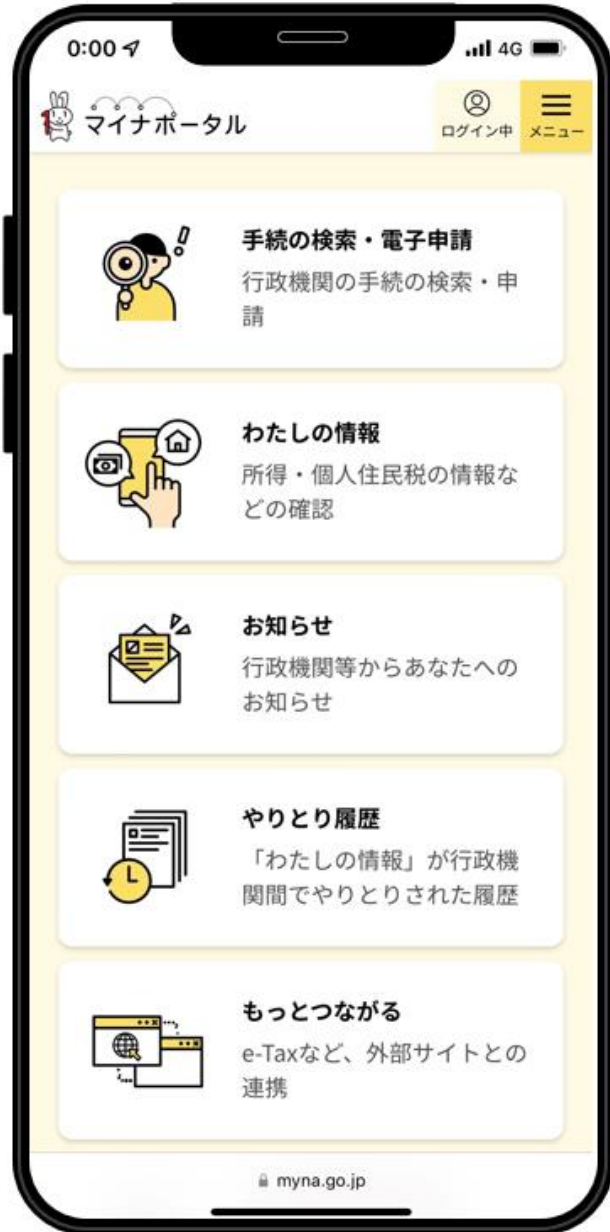 0:00
4G
マイナポータル
ログイン中
メニュー
手続の検索・電子申請
行政機関の手続の検索・申
請
わたしの情報
所得・個人住民税の情報な
どの確認
お知らせ
行政機関等からあなたへの
お知らせ
やりとり履歴
「わたしの情報」が行政機
関間でやりとりされた履歴
もっとつながる
e-Taxなど、外部サイトとの
連携
myna.go.jp